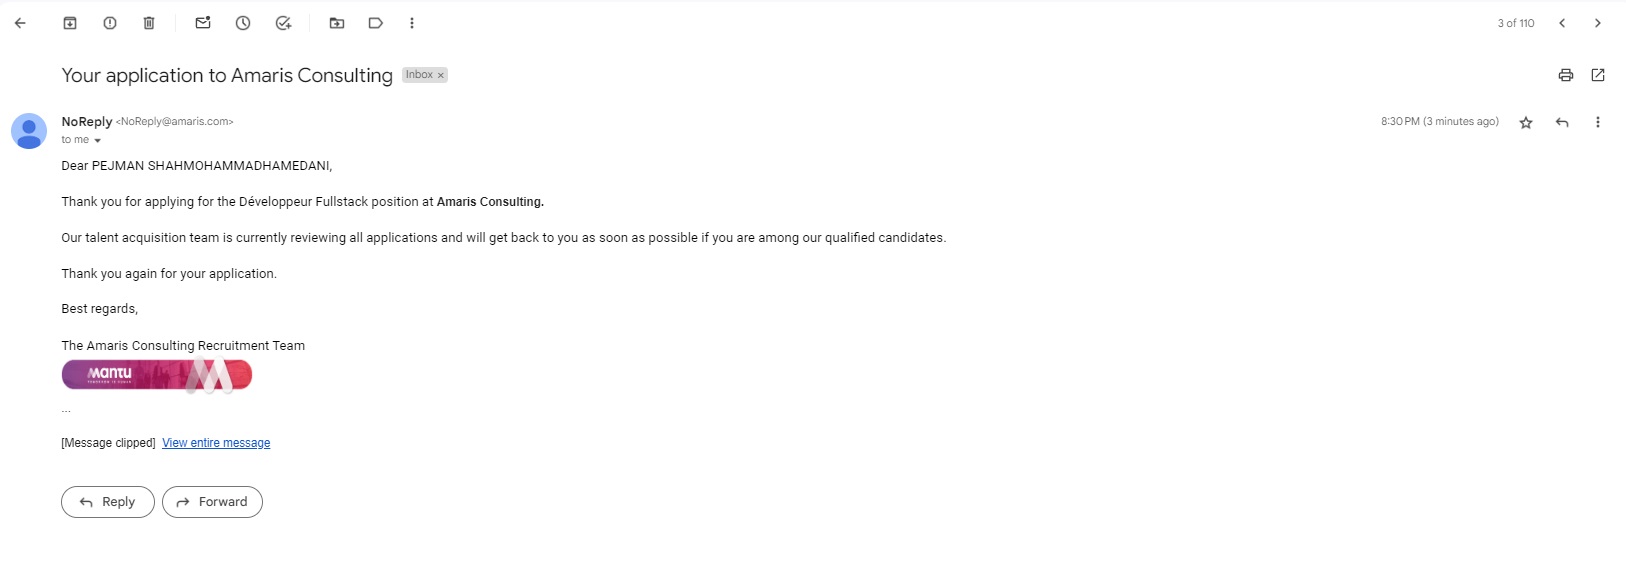 3 of 110
Your application to Amaris Consulting Inbox x
NoReply <NoReply@amaris.com> 8:30 PM (3 minutes ago)
to me
Dear PEJMAN SHAHMOHAMMADHAMEDANI,
Thank you for applying for the Développeur Fullstack position at Amaris Consulting.
Our talent acquisition team is currently reviewing all applications and will get back to you as soon as possible if you are among our qualified candidates.
Thank you again for your application.
Best regards,
The Amaris Consulting Recruitment Team
mantu
...
[Message clipped] View entire message
Reply Forward